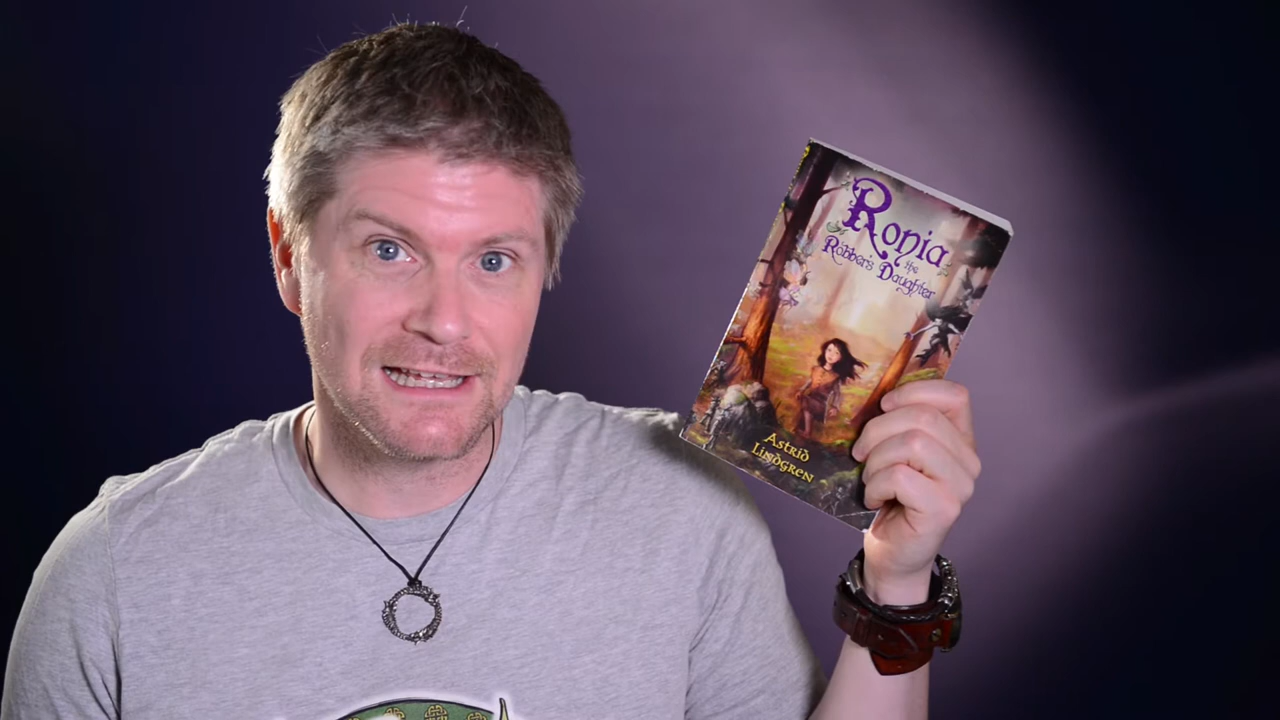 Ronia
the
Robber's Daughter
Astrid
Lindgren